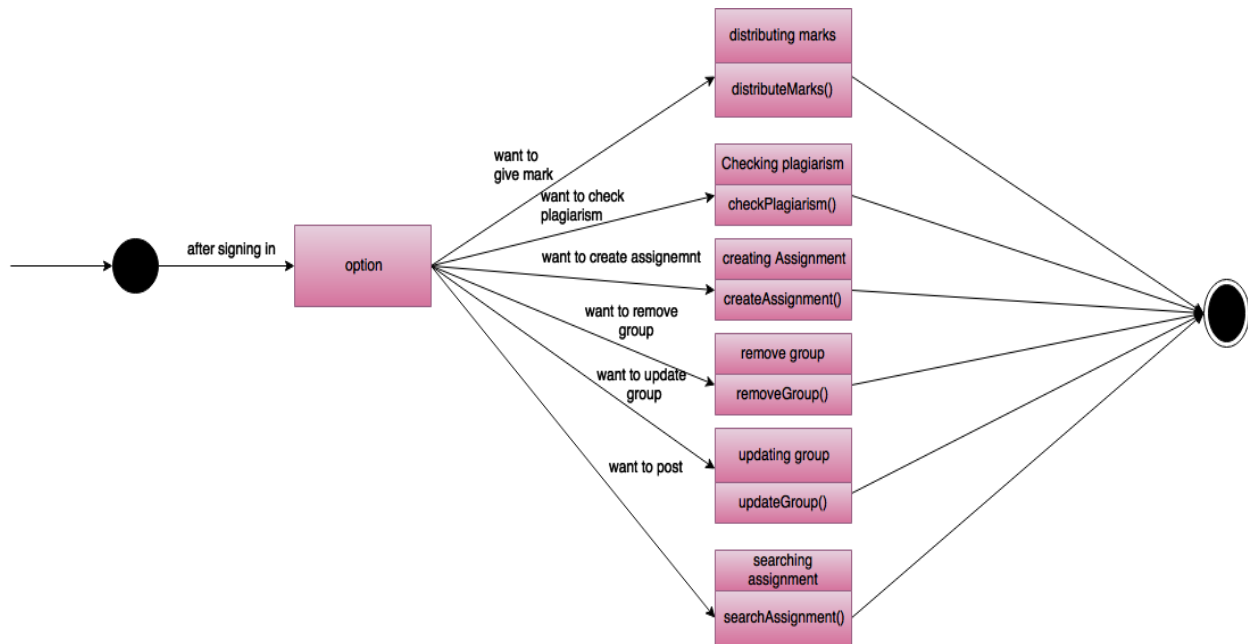 distributing marks
distributeMarks()
want to
give mark
Checking plagiarism
want to check
plagiarism
checkPlagiarism()
after signing in
option
want to create assignemnt
creating Assignment
createAssignment()
want to remove
group
remove group
removeGroup()
want to update
group
updating group
want to post
updateGroup()
searching
assignment
searchAssignment()